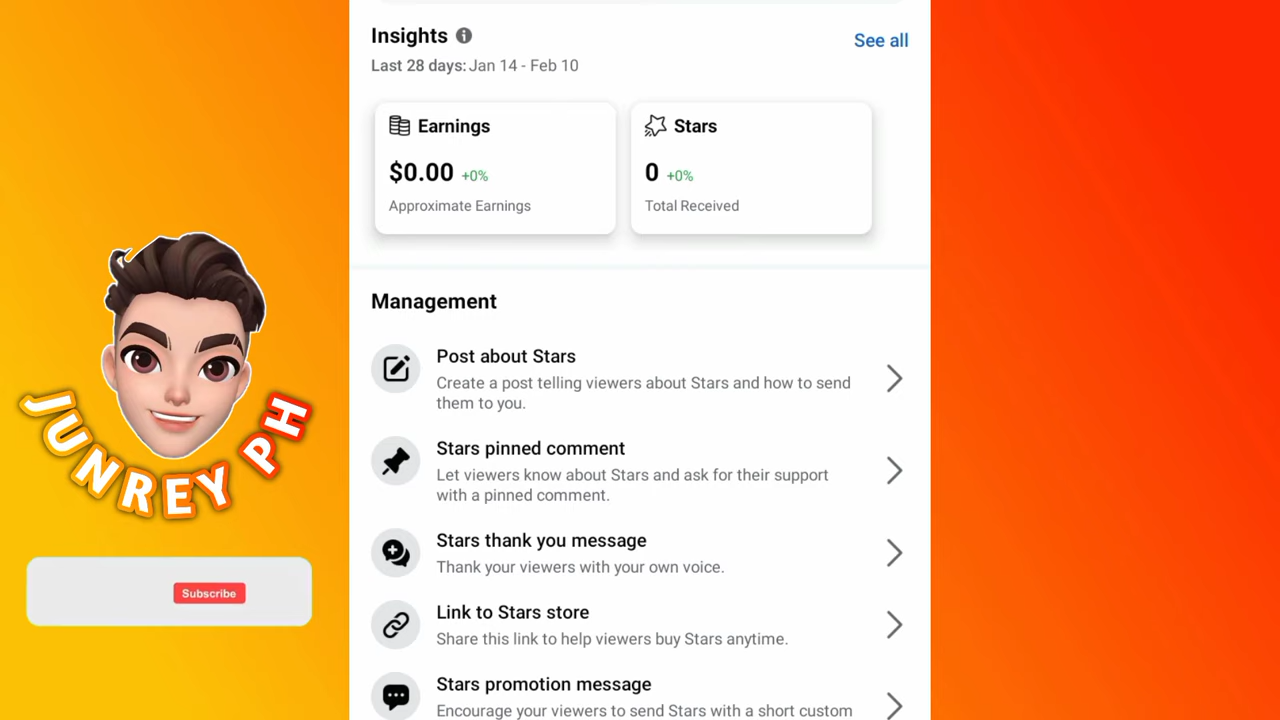 Insights
See all
Last 28 days: Jan 14 - Feb 10
Earnings
$0.00 +0%
Approximate Earnings
Stars
0 +0%
Total Received
Management
Post about Stars
Create a post telling viewers about Stars and how to send
them to you.
Stars pinned comment
Let viewers know about Stars and ask for their support
with a pinned comment.
Stars thank you message
Thank your viewers with your own voice.
Link to Stars store
Share this link to help viewers buy Stars anytime.
Stars promotion message
Encourage your viewers to send Stars with a short custom
JUNREY PH
Subscribe